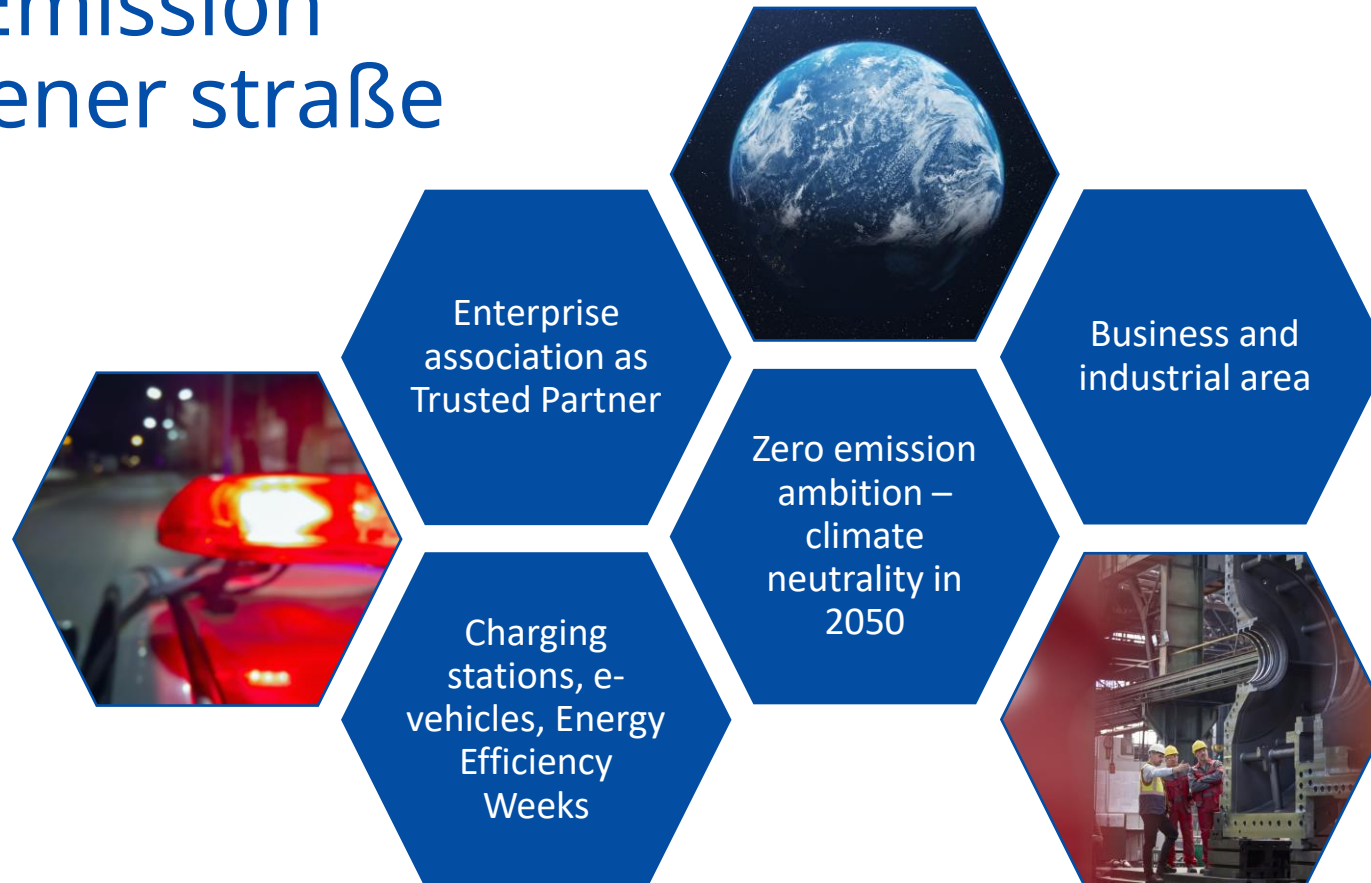 Emission
ener straße
Enterprise
association as
Trusted Partner
Business and
industrial area
Zero emission
ambition –
climate
neutrality in
2050
Charging
stations, e-
vehicles, Energy
Efficiency
Weeks